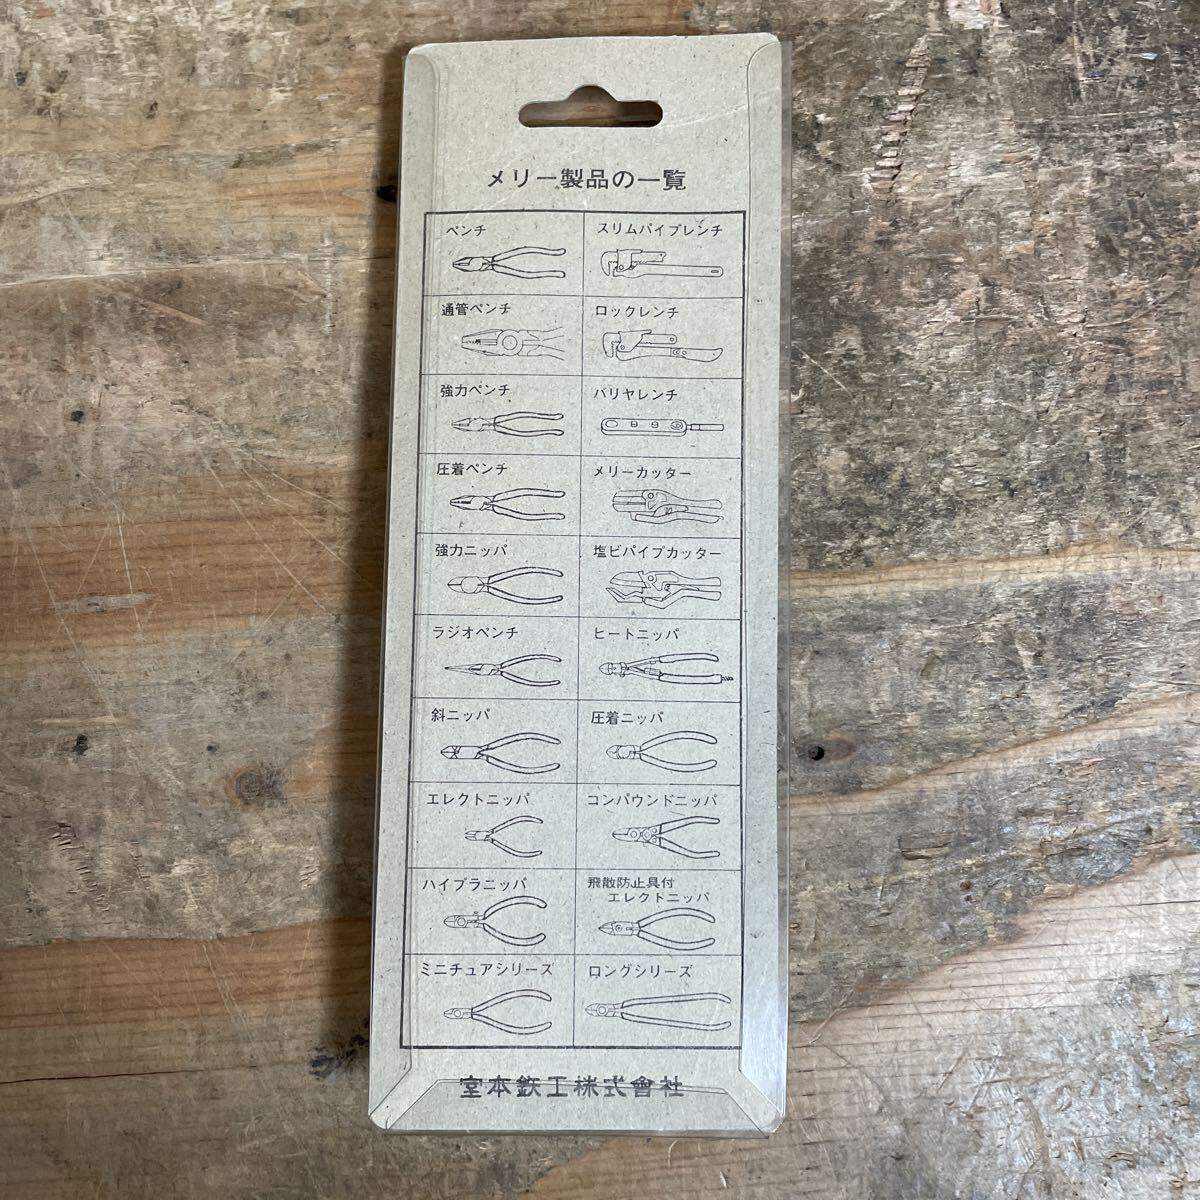 メリー製品の一覧
ペンチ
スリムパイプレンチ
通管ペンチ
ロックレンチ
強力ペンチ
バリヤレンチ
圧着ペンチ
メリーカッター
強力ニッパ
塩ビパイプカッター
ラジオペンチ
ヒートニッパ
斜ニッパ
圧着ニッパ
エレクトニッパ
コンパウンドニッパ
ハイプラニッパ
飛散防止具付
エレクトニッパ
ミニチュアシリーズ
ロングシリーズ
室本鉄工株式會社